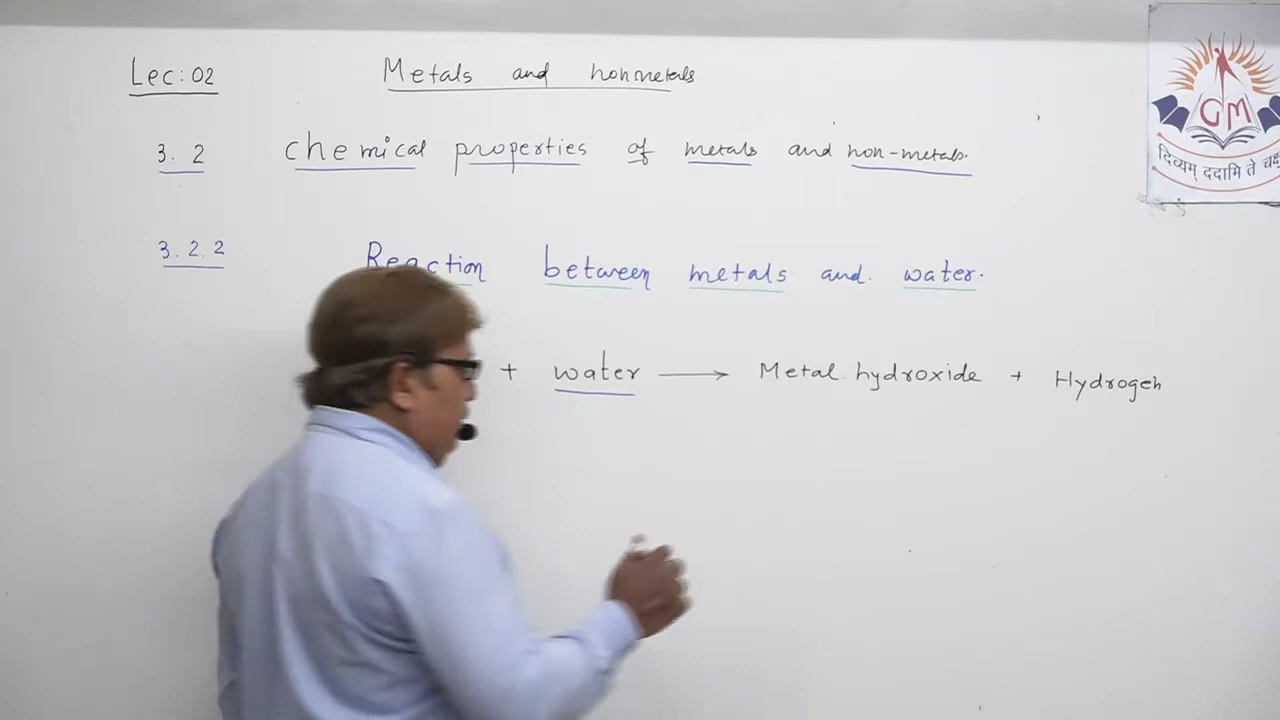 Lec: 02 Metals and nonmetals
3. 2 chemical properties of metals and non-metals.
GM
दिव्यम् ददामि ते
3. 2. 2 Reaction between metals and. water.
+ water → Metal hydroxide + Hydrogen